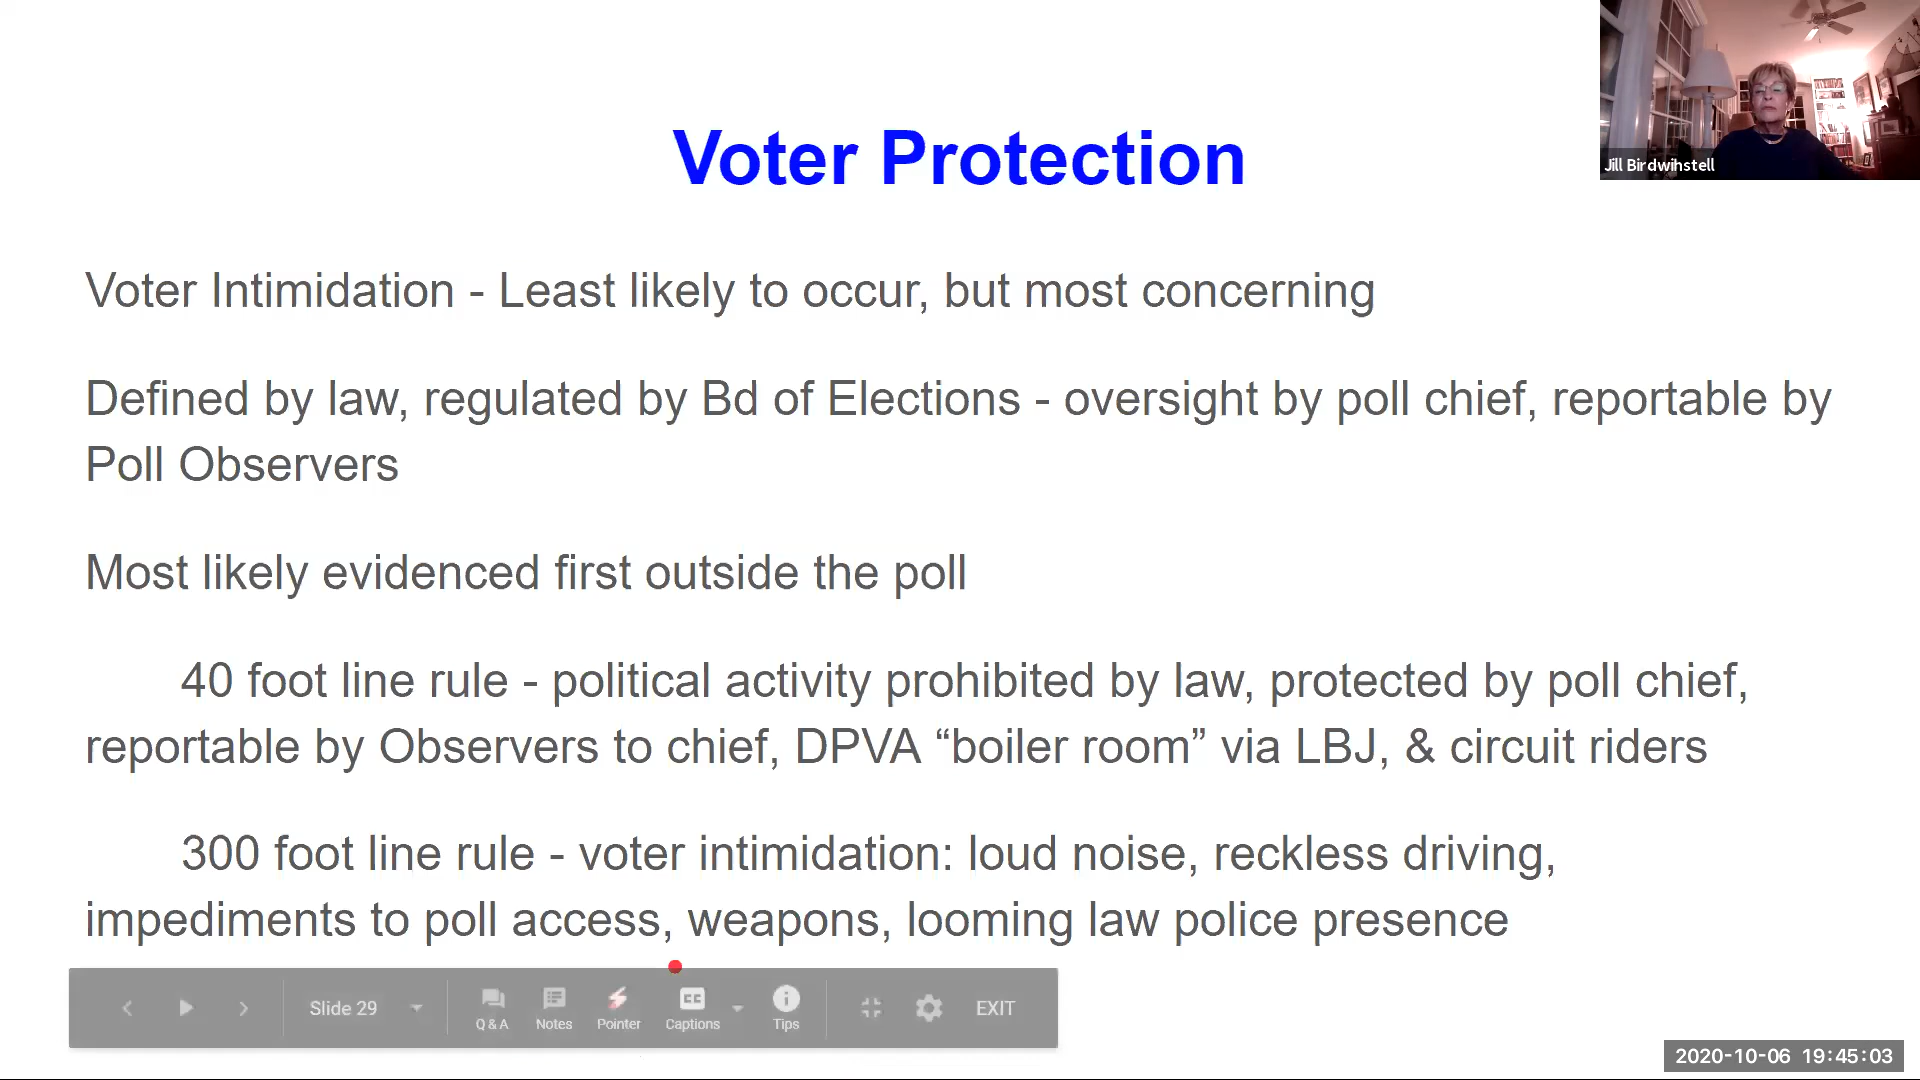 Voter Protection
Jill Birdwihstell
Voter Intimidation - Least likely to occur, but most concerning
Defined by law, regulated by Bd of Elections - oversight by poll chief, reportable by
Poll Observers
Most likely evidenced first outside the poll
40 foot line rule - political activity prohibited by law, protected by poll chief,
reportable by Observers to chief, DPVA “boiler room” via LBJ, & circuit riders
300 foot line rule - voter intimidation: loud noise, reckless driving,
impediments to poll access, weapons, looming law police presence
Slide 29
Q & A
Notes
Pointer
CC
Captions
Tips
EXIT
2020-10-06 19:45:03